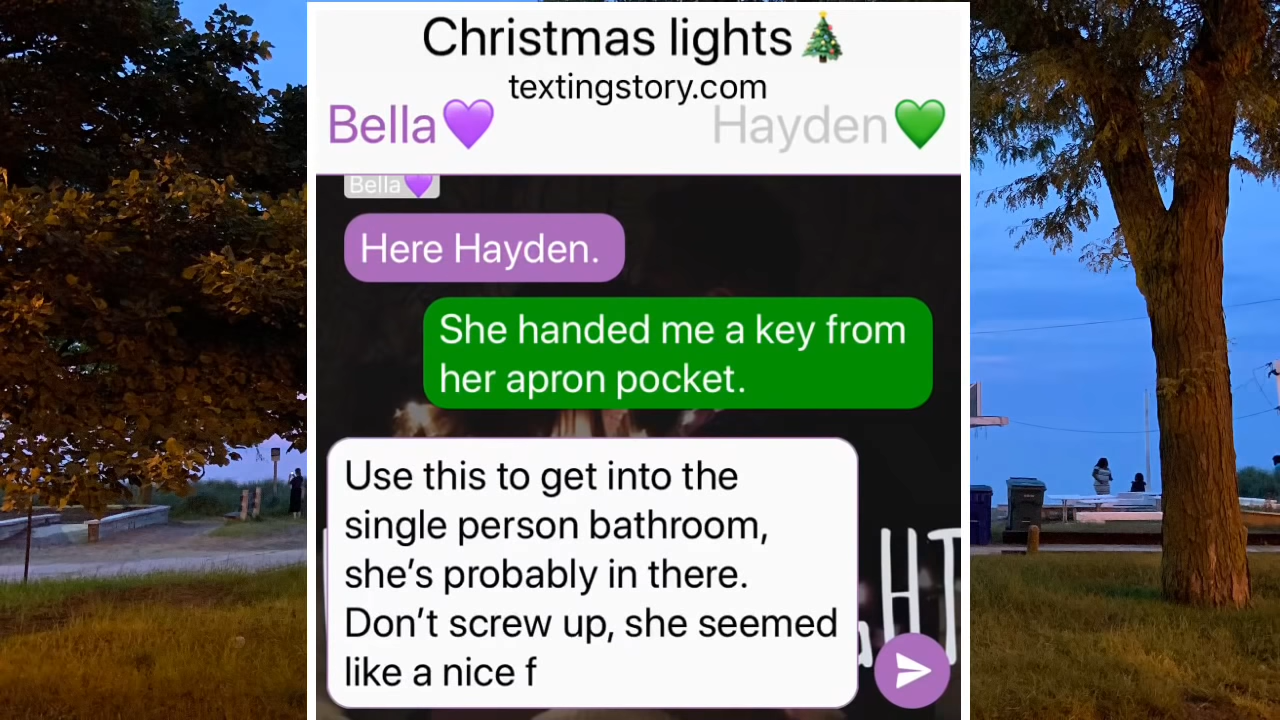 Christmas lights🎄
textingstory.com
Bella💜
Hayden💚
Bella💜
Here Hayden.
She handed me a key from
her apron pocket.
Use this to get into the
single person bathroom,
she’s probably in there.
Don’t screw up, she seemed
like a nice f
HT